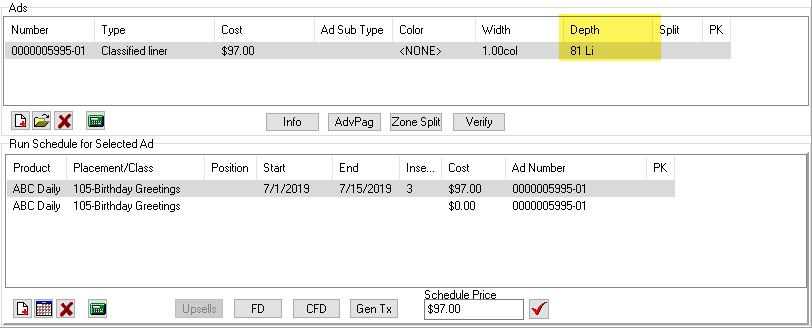 Ads
Number Type Cost Ad Sub Type Color Width Depth Split PK
0000005995-01 Classified liner $97.00 <NONE> 1.00col 81 Li
Info AdvPag Zone Split Verify
Run Schedule for Selected Ad
Product Placement/Class Position Start End Inse... Cost Ad Number PK
ABC Daily 105-Birthday Greetings 7/1/2019 7/15/2019 3 $97.00 0000005995-01
ABC Daily 105-Birthday Greetings $0.00 0000005995-01
Schedule Price
Upsells FD CFD Gen Tx $97.00